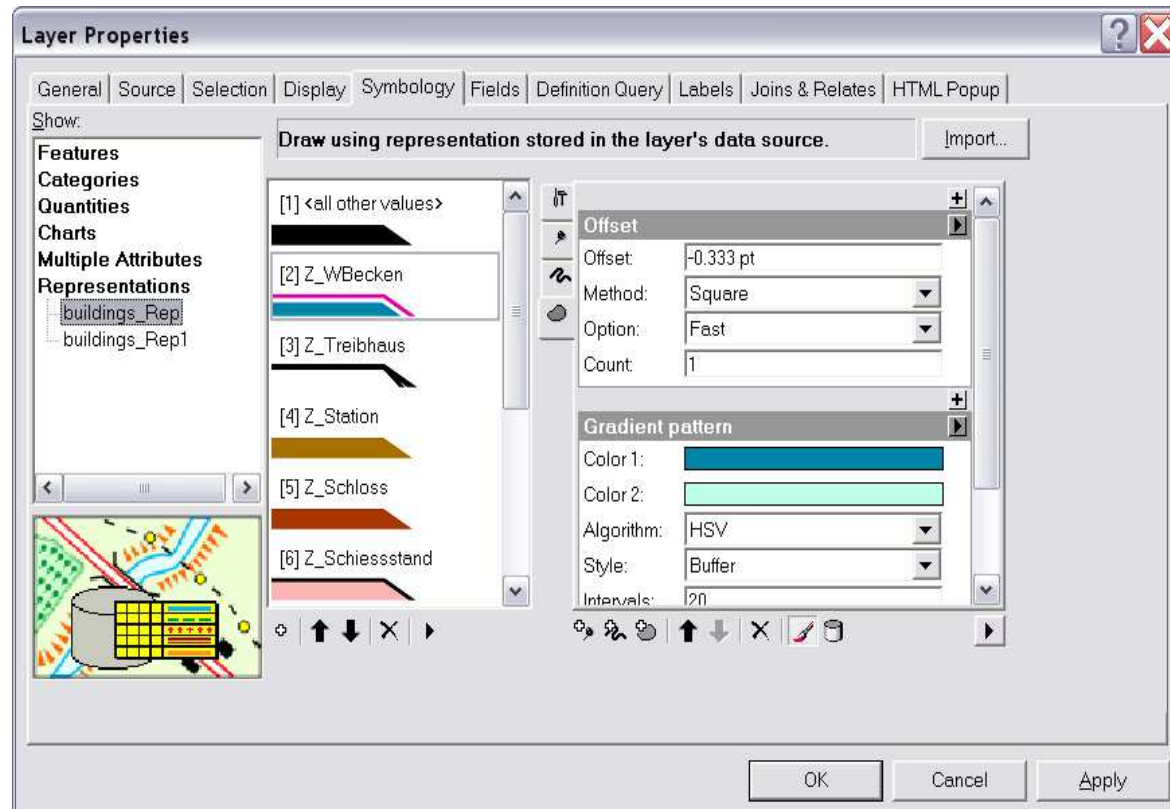 Layer Properties
General Source Selection Display Symbology Fields Definition Query Labels Joins & Relates HTML Popup
Show:
Features
Categories
Quantities
Charts
Multiple Attributes
Representations
buildings_Rep
buildings_Rep1
Draw using representation stored in the layer's data source.
Import...
[1] <all other values>
[2] Z_WBecken
[3] Z_Treibhaus
[4] Z_Station
[5] Z_Schloss
[6] Z_Schiessstand
Offset
Offset: -0.333 pt
Method: Square
Option: Fast
Count: 1
Gradient pattern
Color 1:
Color 2:
Algorithm: HSV
Style: Buffer
Intervals: 20
OK Cancel Apply